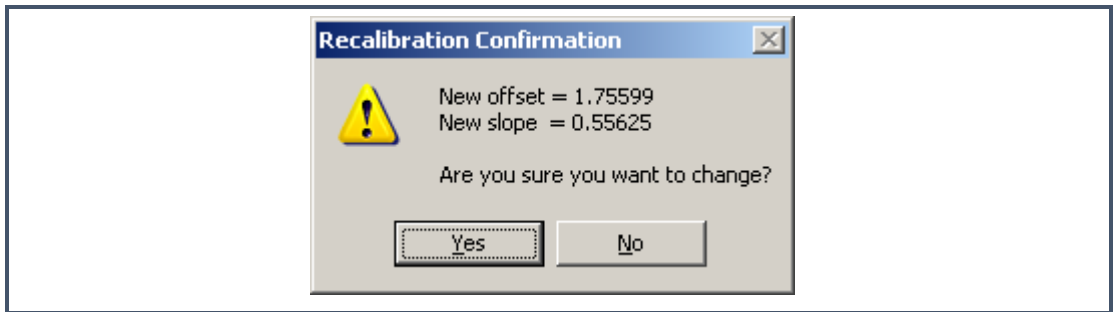 Recalibration Confirmation
New offset = 1.75599
New slope = 0.55625
Are you sure you want to change?
Yes
No